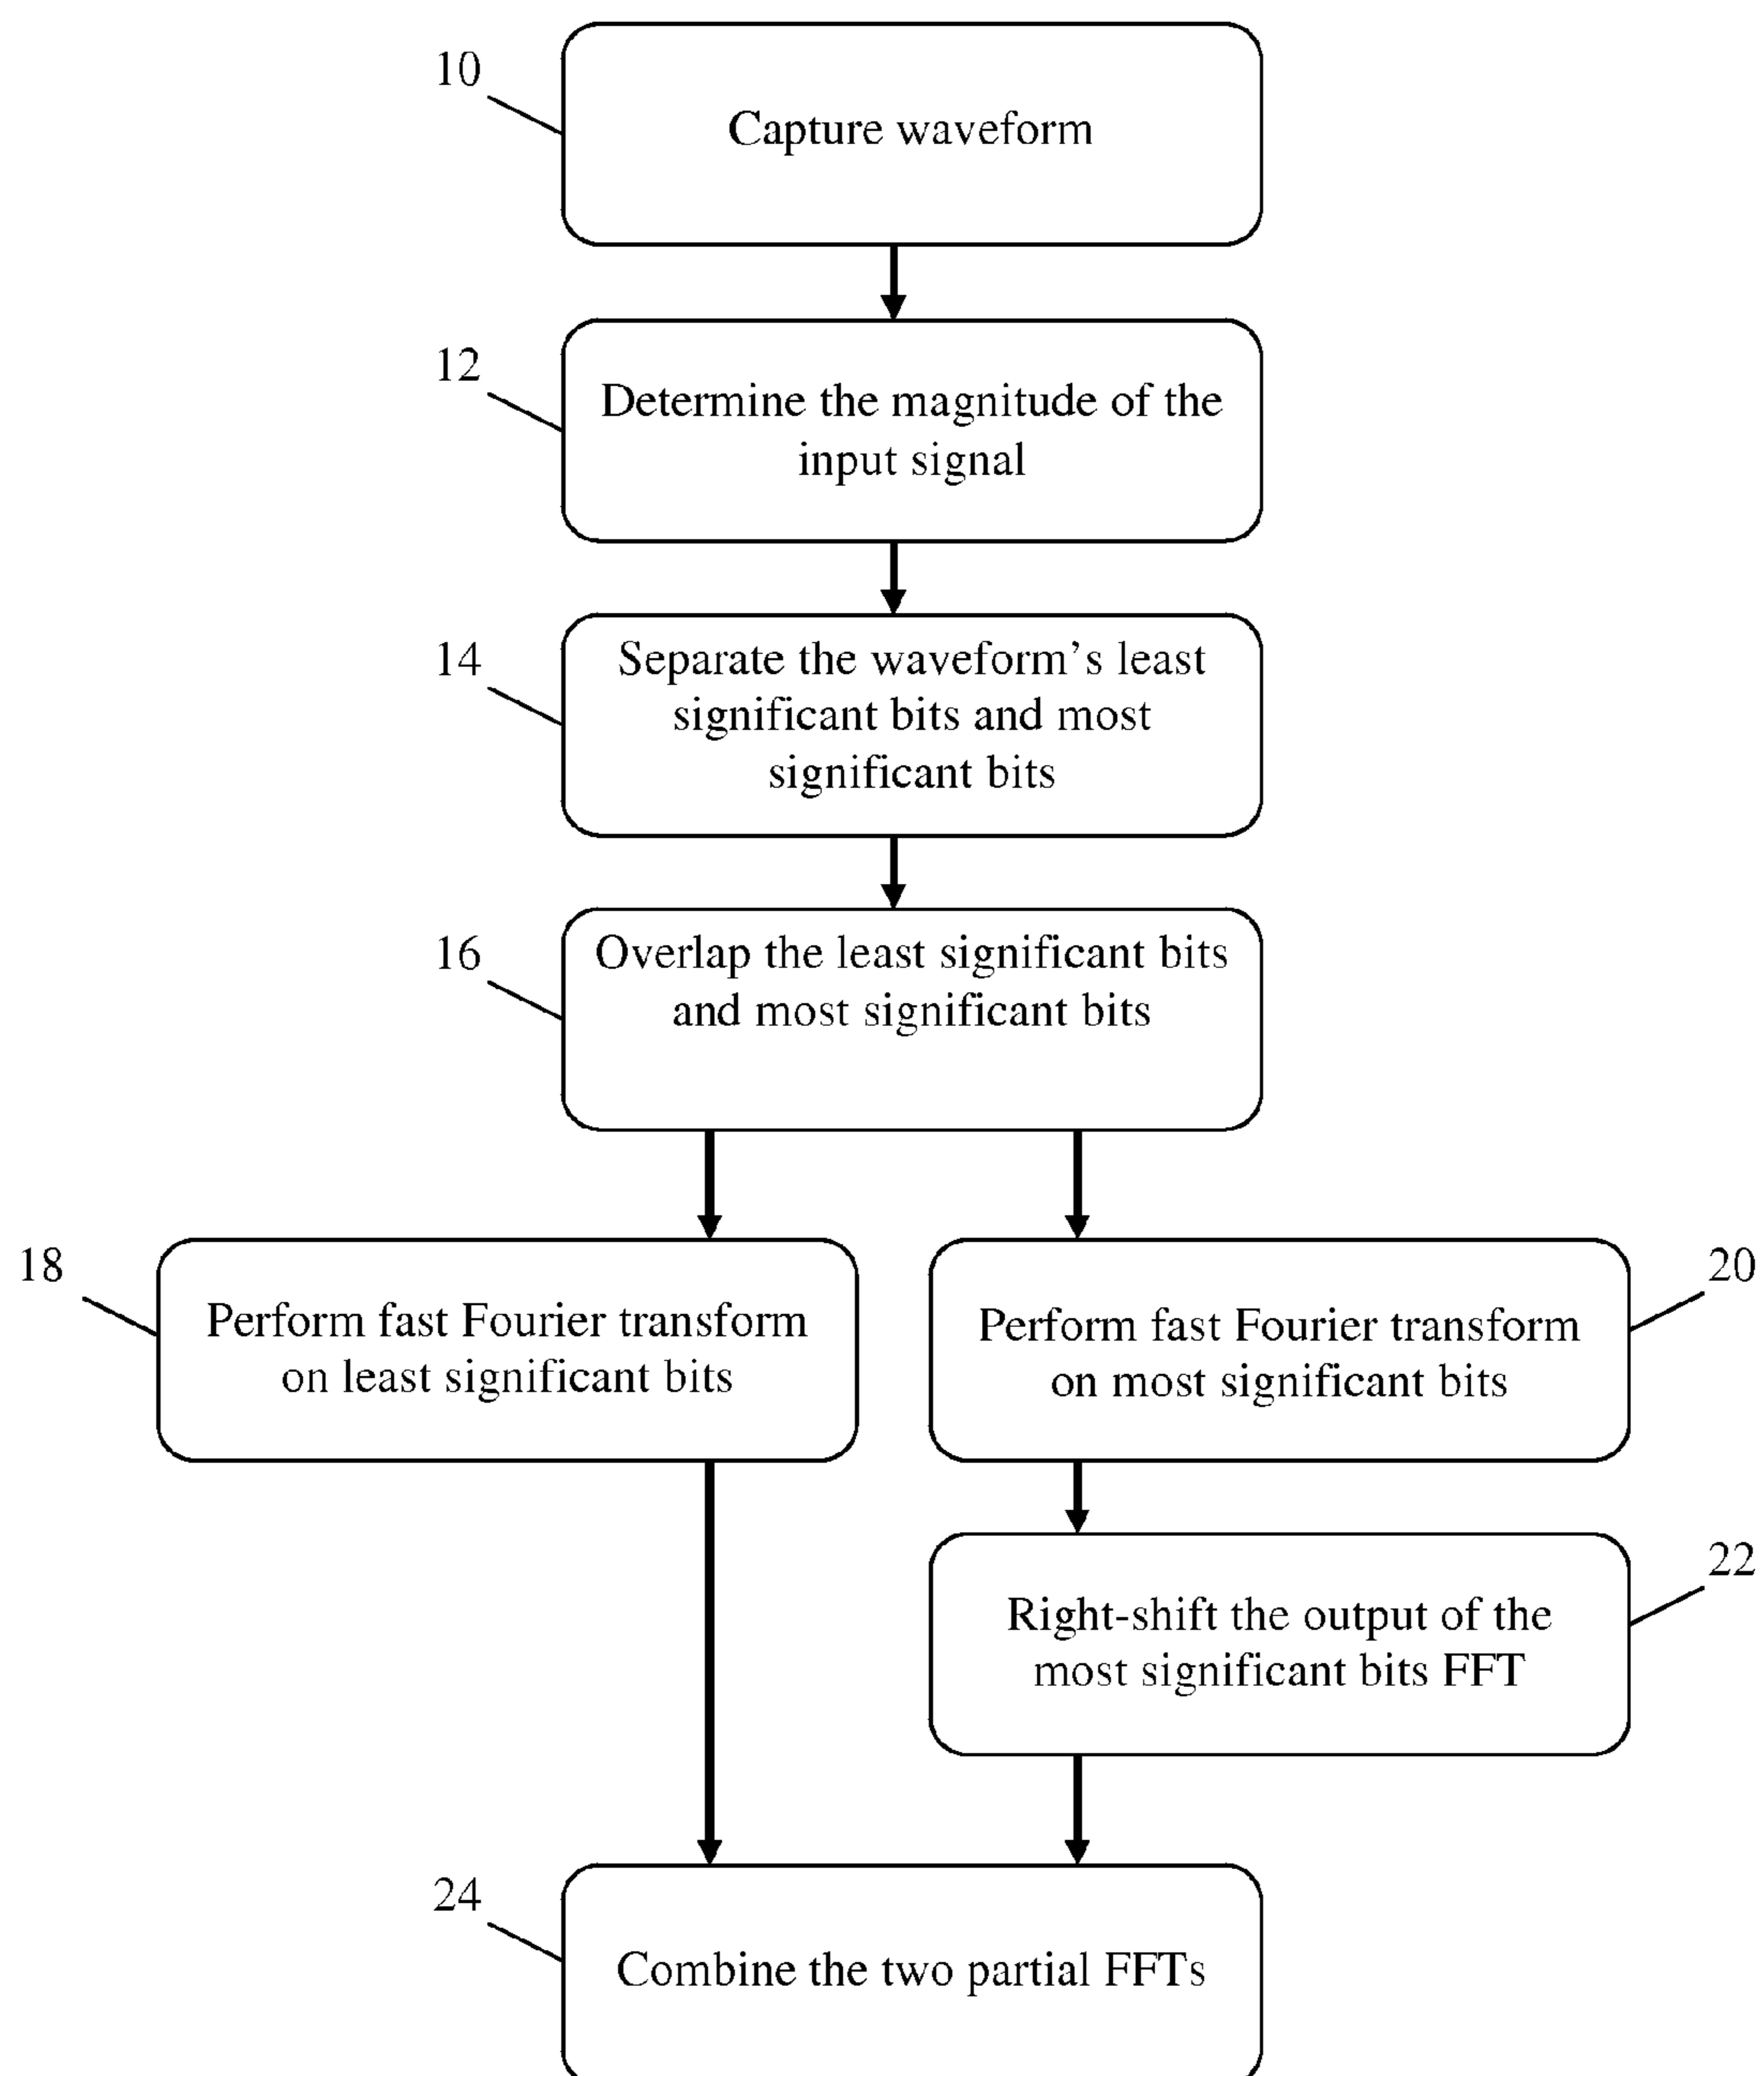 10
Capture waveform
12
Determine the magnitude of the
input signal
14
Separate the waveform's least
significant bits and most
significant bits
16
Overlap the least significant bits
and most significant bits
18
Perform fast Fourier transform
on least significant bits
20
Perform fast Fourier transform
on most significant bits
22
Right-shift the output of the
most significant bits FFT
24
Combine the two partial FFTs